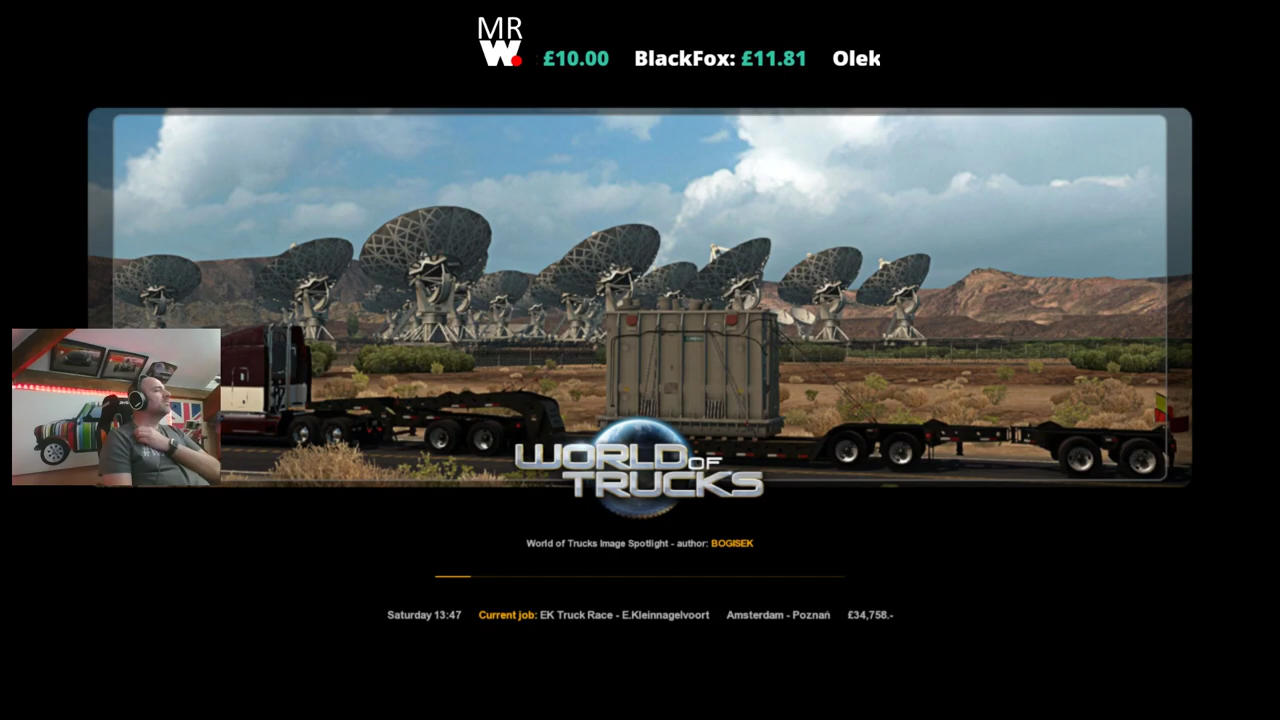 MR
W.
£10.00 BlackFox: £11.81 Olek
WORLD OF
TRUCKS
World of Trucks Image Spotlight - author: BOGISEK
Saturday 13:47 Current job: EK Truck Race - E.Kleinnagelvoort Amsterdam - Poznań £34,758.-